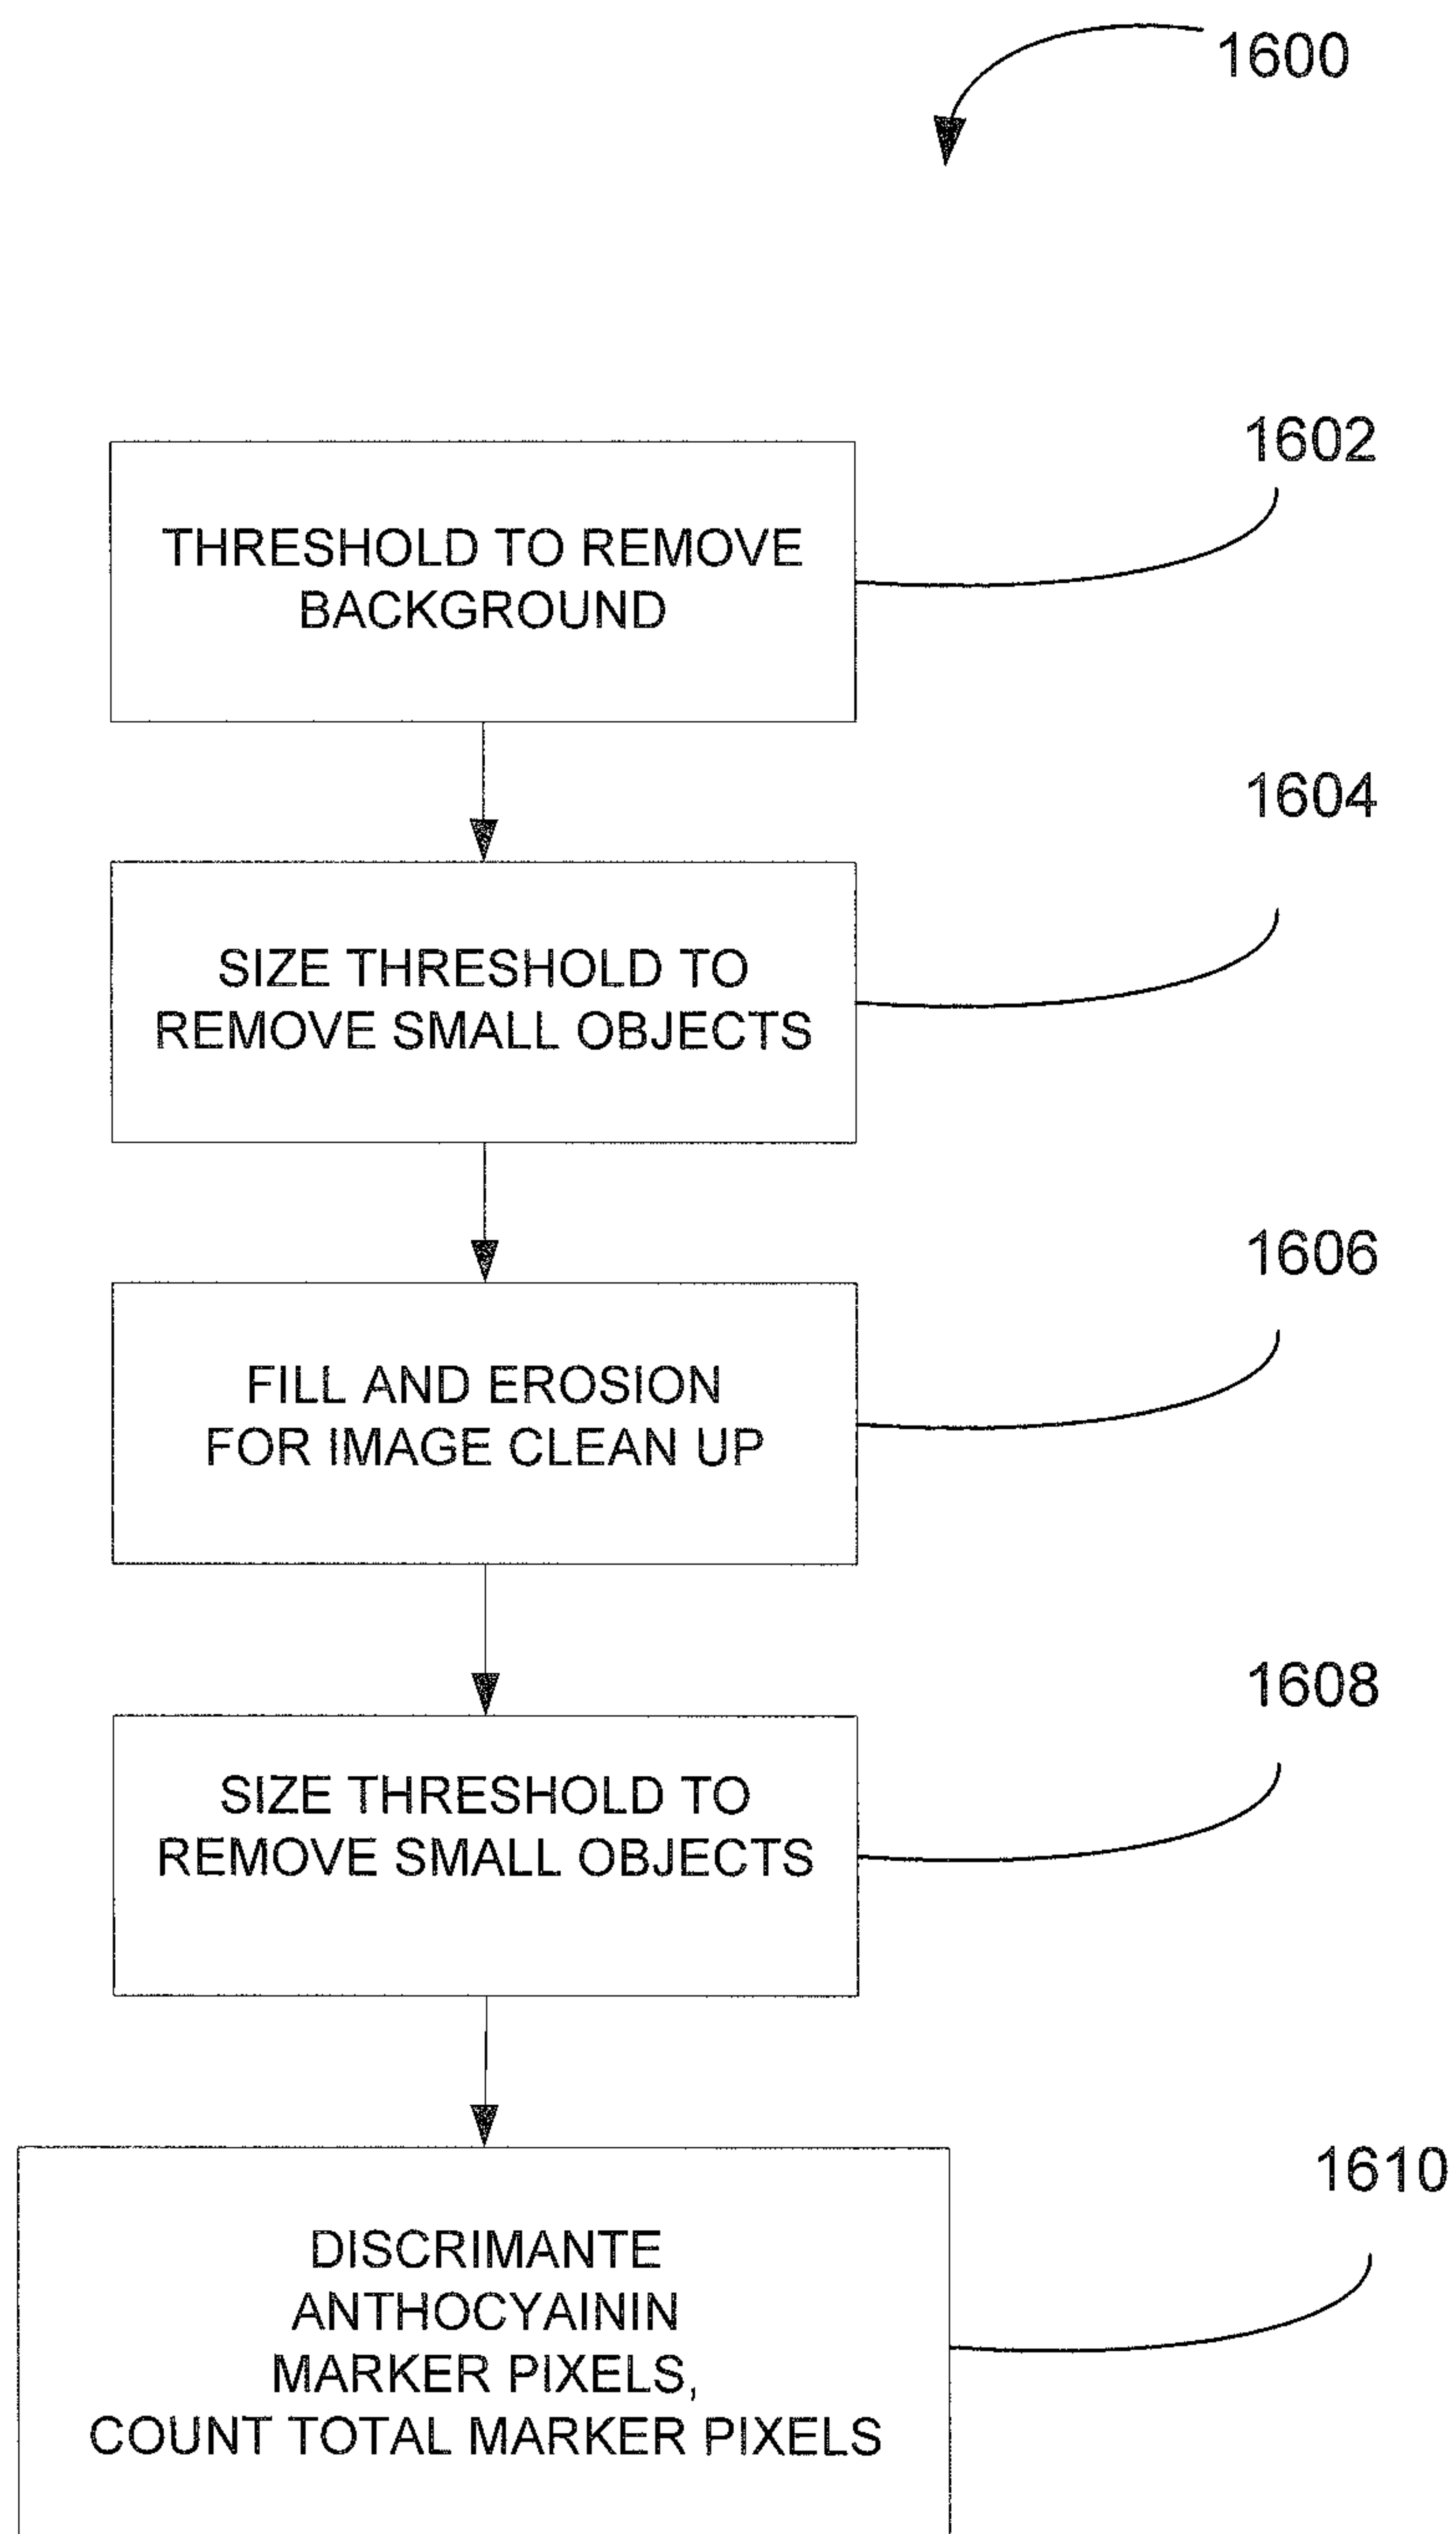 1600
1602
THRESHOLD TO REMOVE
BACKGROUND
1604
SIZE THRESHOLD TO
REMOVE SMALL OBJECTS
1606
FILL AND EROSION
FOR IMAGE CLEAN UP
1608
SIZE THRESHOLD TO
REMOVE SMALL OBJECTS
1610
DISCRIMANTE
ANTHOCYAININ
MARKER PIXELS,
COUNT TOTAL MARKER PIXELS